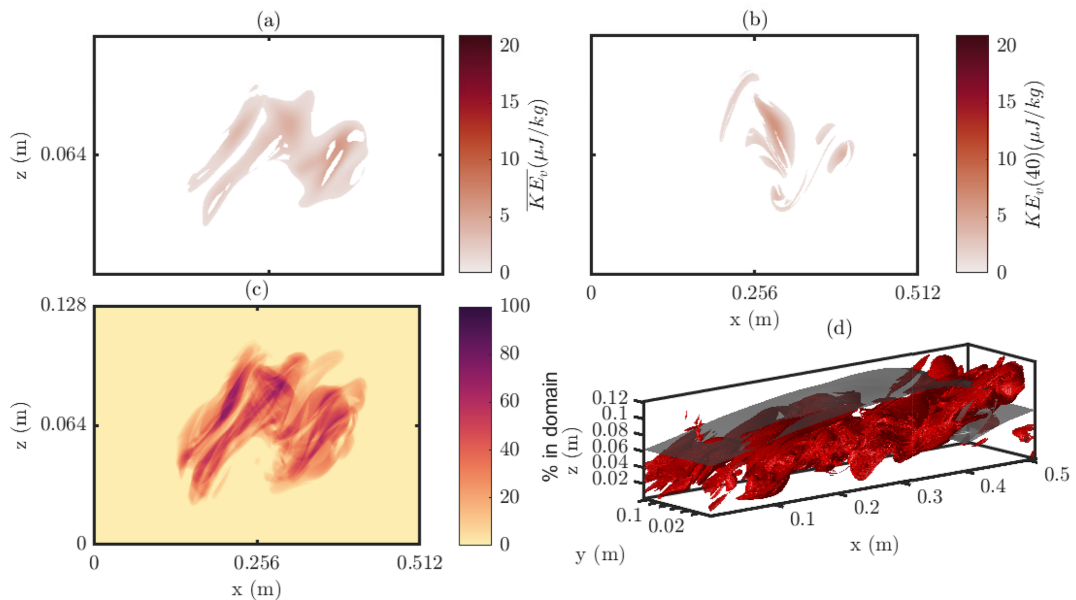 (a)
20
15
10
5
0
z (m)
0.064
K̅E̅ᵥ(μJ/kg)
(b)
20
15
10
5
0
KEᵥ(40)(μJ/kg)
0
0.256
0.512
x (m)
(c)
0.128
0.064
0
z (m)
0
0.256
0.512
x (m)
100
80
60
40
20
0
% in domain
(d)
0.12
0.1
0.08
0.06
0.04
0.02
z (m)
0.1
0.02
y (m)
0.1
0.2
0.3
0.4
0.5
x (m)